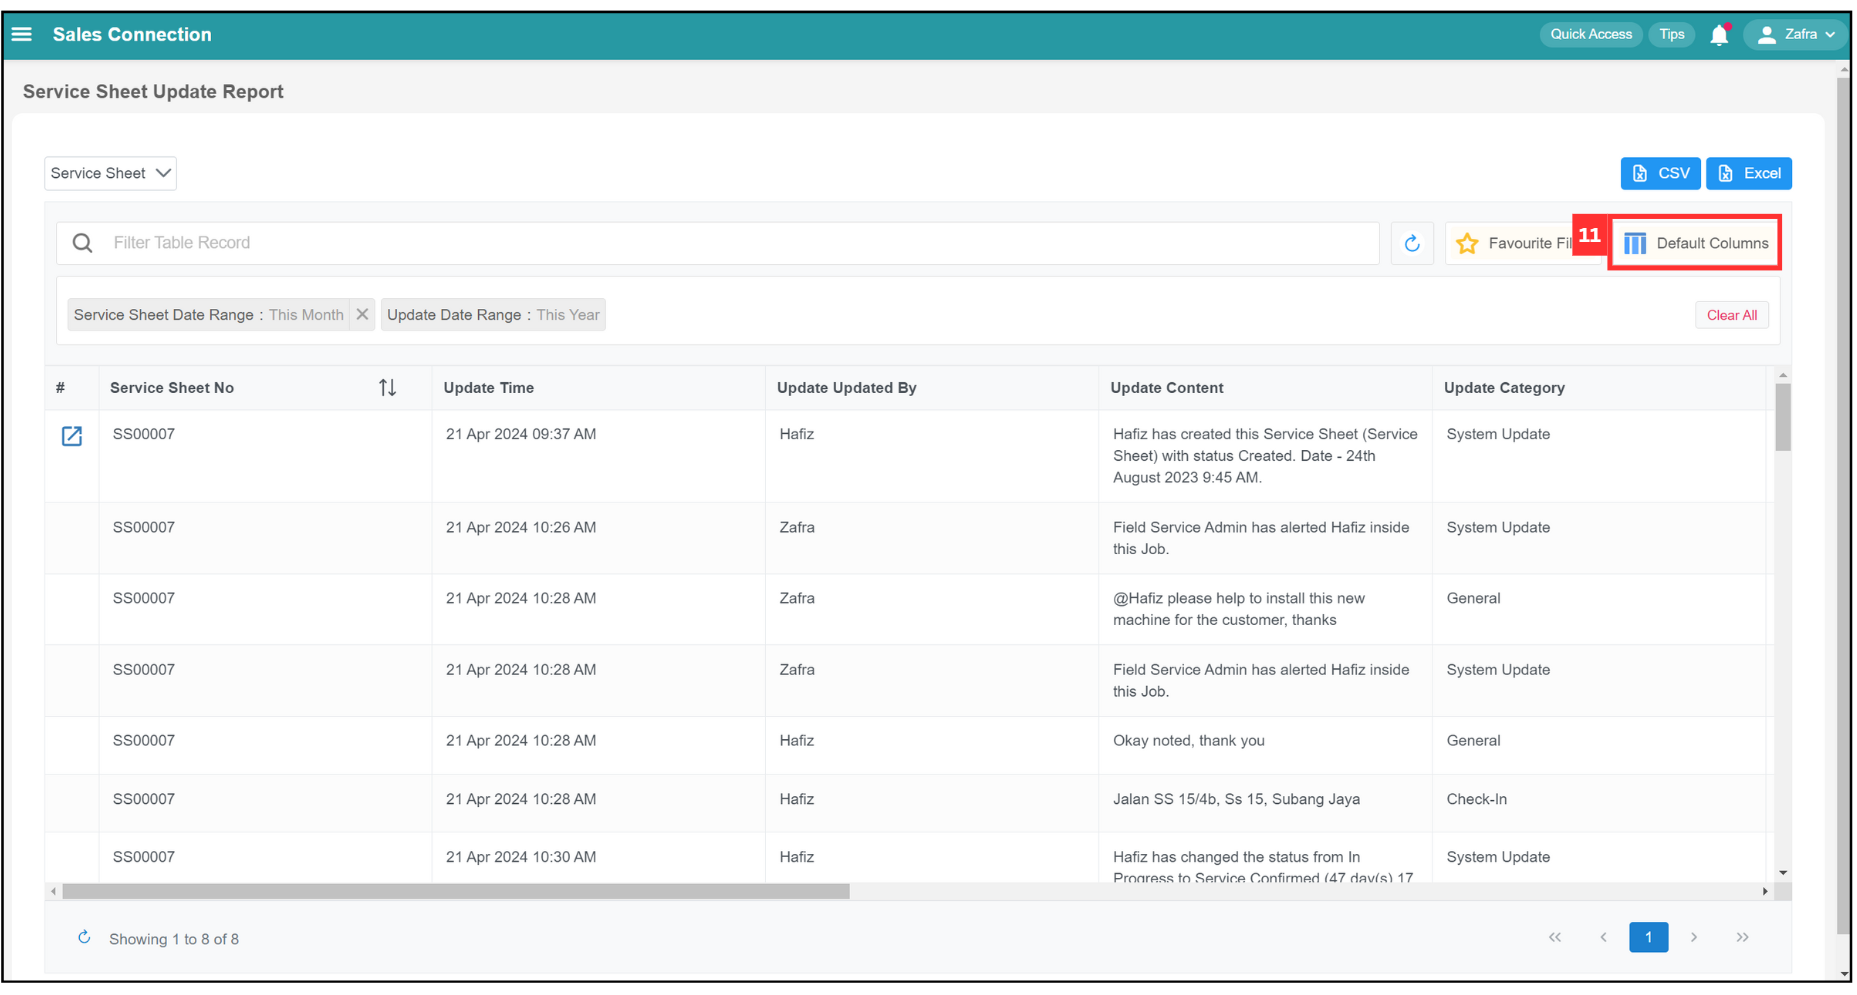 Sales Connection
Quick Access
Tips
Zafra
Service Sheet Update Report
Service Sheet
CSV
Excel
Filter Table Record
Favourite Fil
11
Default Columns
Service Sheet Date Range : This Month
Update Date Range : This Year
Clear All
# Service Sheet No Update Time Update Updated By Update Content Update Category
SS00007 21 Apr 2024 09:37 AM Hafiz Hafiz has created this Service Sheet (Service System Update
Sheet) with status Created. Date - 24th
August 2023 9:45 AM.
SS00007 21 Apr 2024 10:26 AM Zafra Field Service Admin has alerted Hafiz inside System Update
this Job.
SS00007 21 Apr 2024 10:28 AM Zafra @Hafiz please help to install this new General
machine for the customer, thanks
SS00007 21 Apr 2024 10:28 AM Zafra Field Service Admin has alerted Hafiz inside System Update
this Job.
SS00007 21 Apr 2024 10:28 AM Hafiz Okay noted, thank you General
SS00007 21 Apr 2024 10:28 AM Hafiz Jalan SS 15/4b, Ss 15, Subang Jaya Check-In
SS00007 21 Apr 2024 10:30 AM Hafiz Hafiz has changed the status from In System Update
Progress to Service Confirmed (47 day(s) 17
Showing 1 to 8 of 8
1